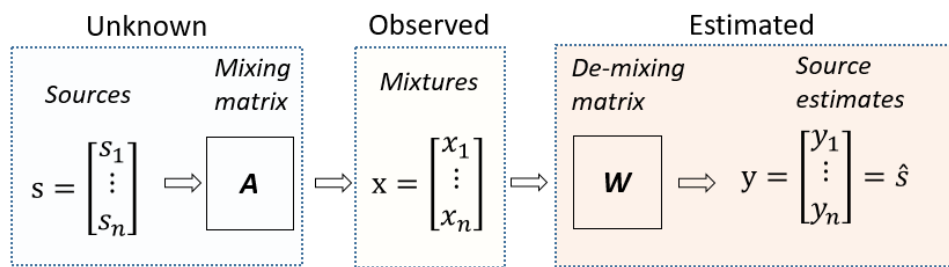 Unknown
Observed
Estimated
Sources
Mixing
matrix
s = [s₁ ⋮ sₙ]
A
Mixtures
x = [x₁ ⋮ xₙ]
De-mixing
matrix
W
Source
estimates
y = [y₁ ⋮ yₙ] = ŝ